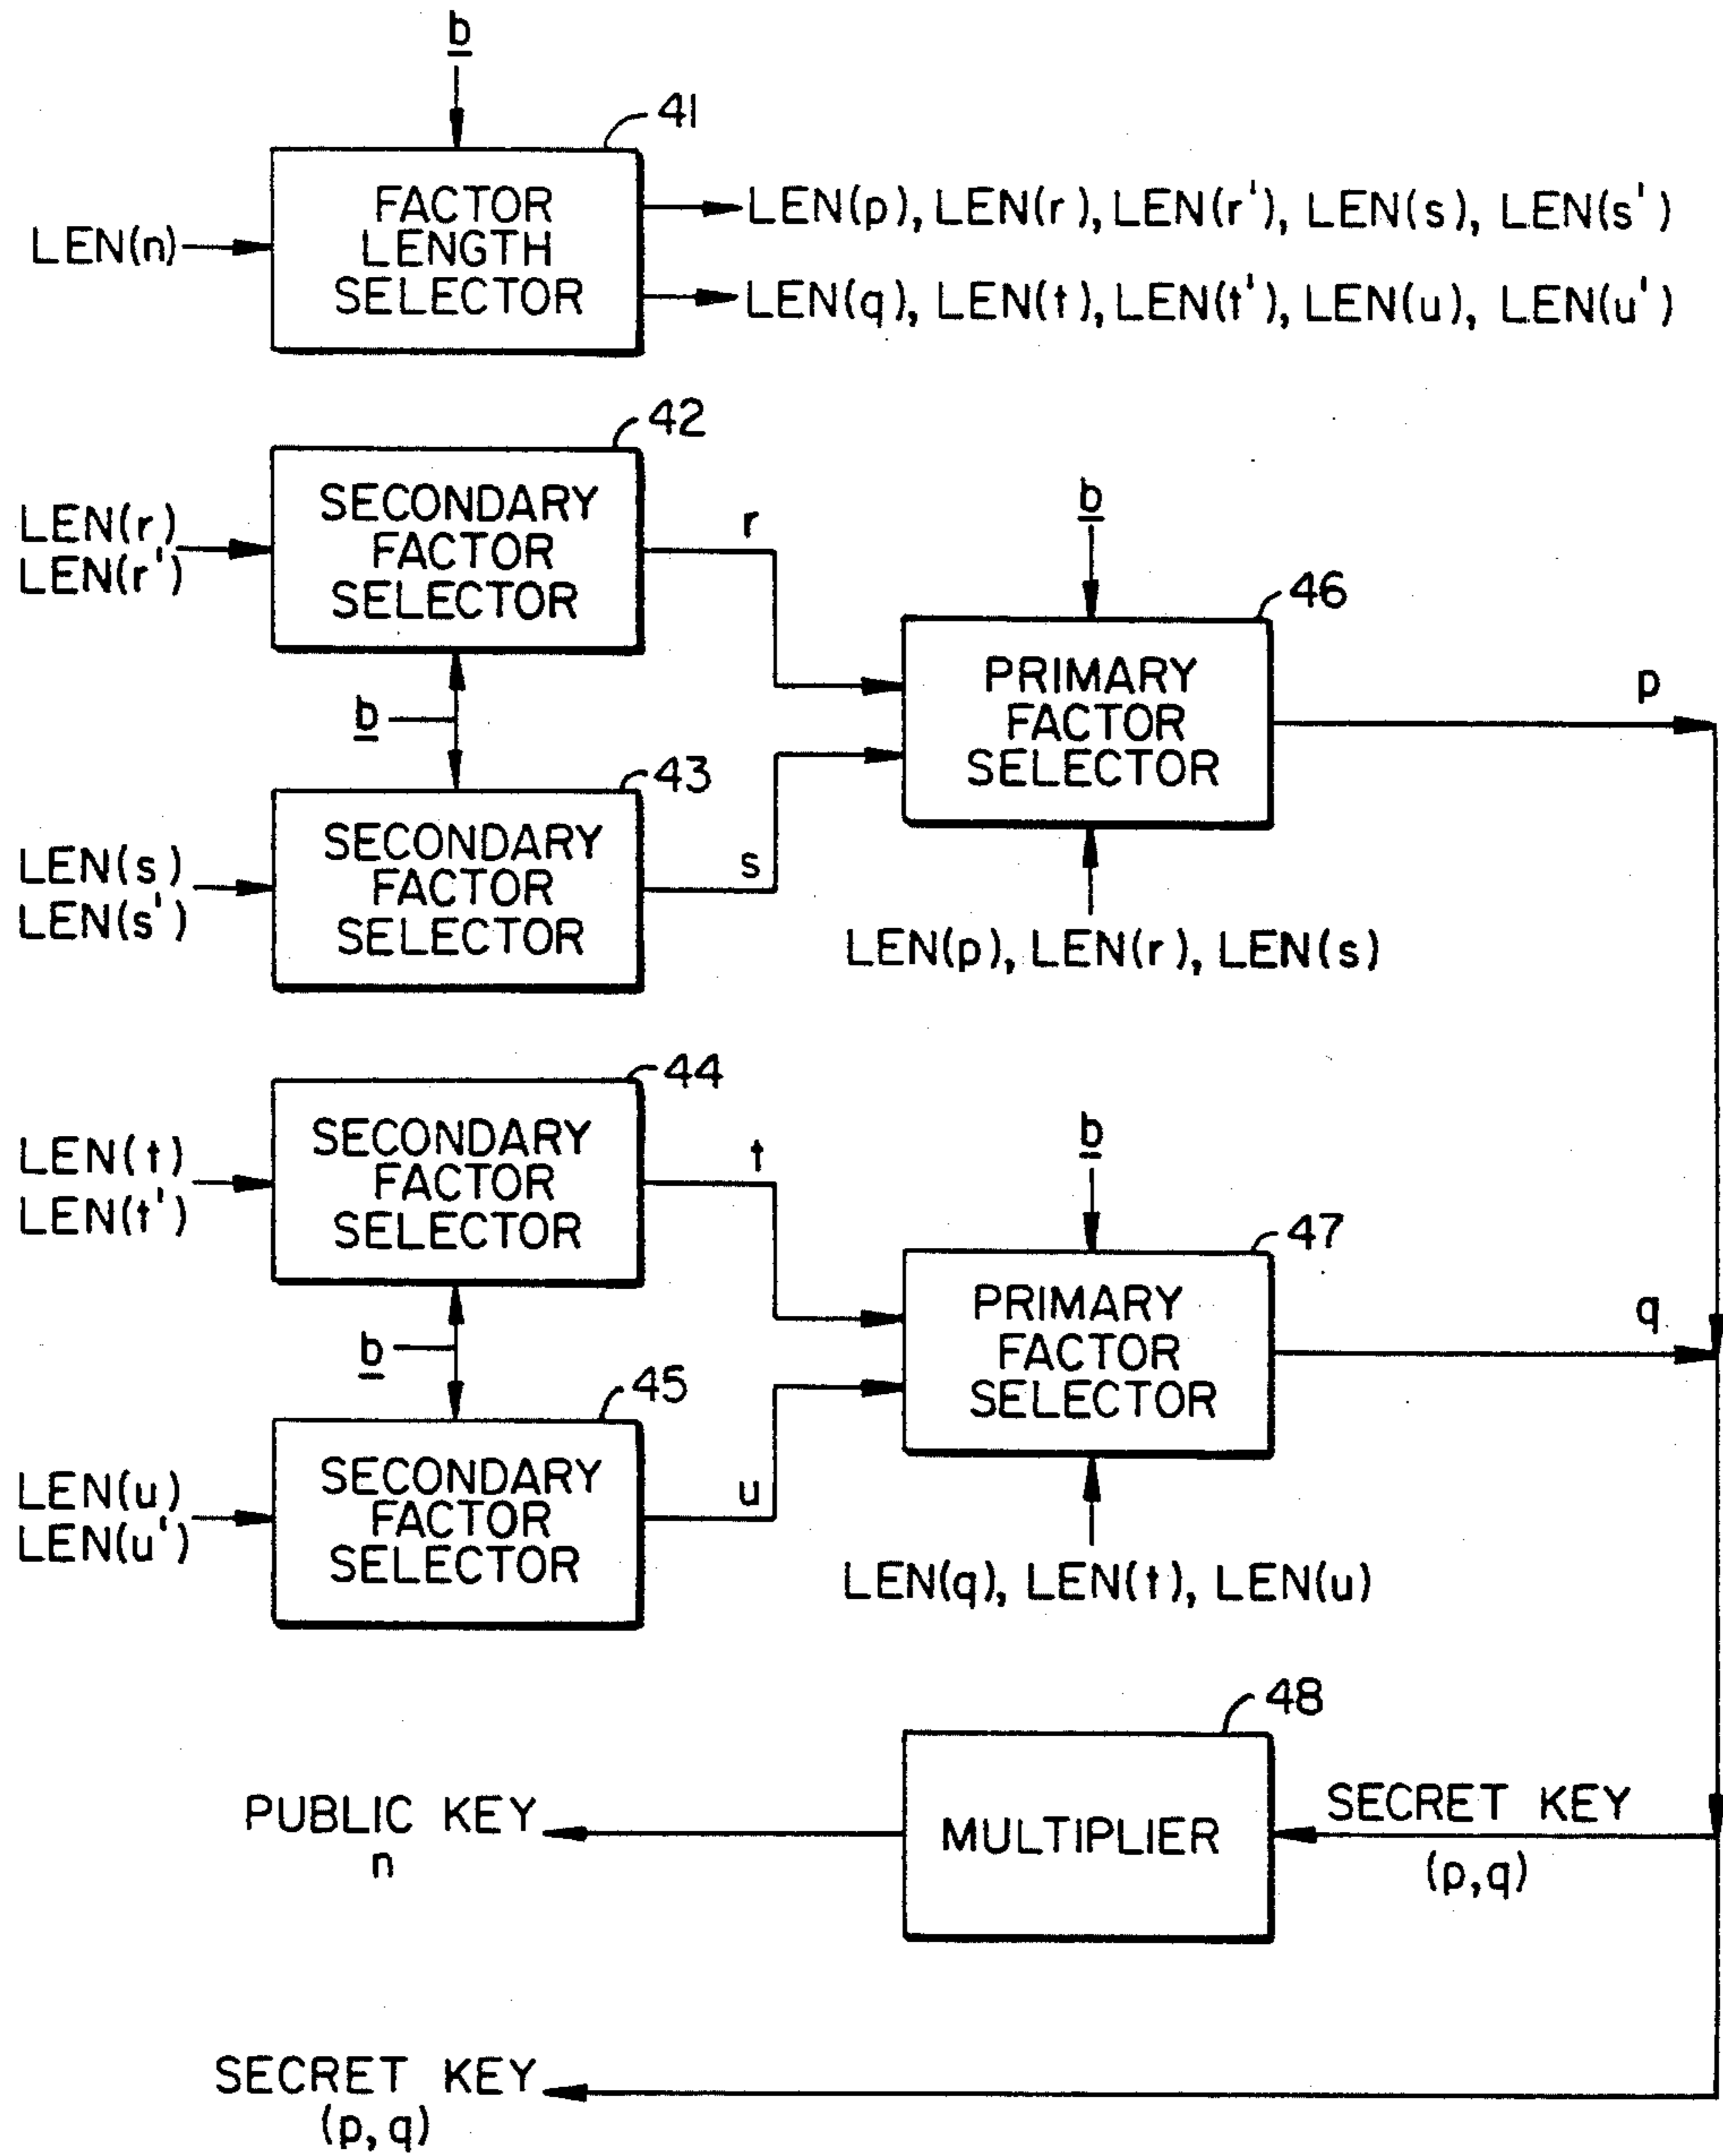 b
41
FACTOR
LENGTH
SELECTOR
LEN(n)
LEN(p), LEN(r), LEN(r'), LEN(s), LEN(s')
LEN(q), LEN(t), LEN(t'), LEN(u), LEN(u')
42
SECONDARY
FACTOR
SELECTOR
LEN(r)
LEN(r')
r
b
43
SECONDARY
FACTOR
SELECTOR
LEN(s)
LEN(s')
s
b
46
PRIMARY
FACTOR
SELECTOR
p
LEN(p), LEN(r), LEN(s)
44
SECONDARY
FACTOR
SELECTOR
LEN(t)
LEN(t')
t
b
45
SECONDARY
FACTOR
SELECTOR
LEN(u)
LEN(u')
u
b
47
PRIMARY
FACTOR
SELECTOR
q
LEN(q), LEN(t), LEN(u)
48
MULTIPLIER
SECRET KEY
(p,q)
PUBLIC KEY
n
SECRET KEY
(p,q)